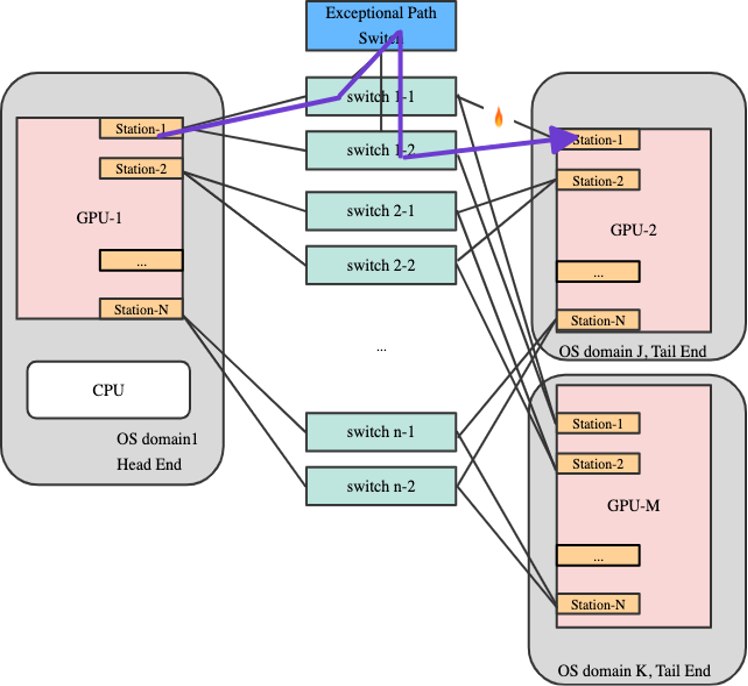 Exceptional Path
Switch
switch 1-1
switch 1-2
switch 2-1
switch 2-2
...
switch n-1
switch n-2
Station-1
Station-2
GPU-1
...
Station-N
CPU
OS domain1
Head End
Station-1
Station-2
GPU-2
...
Station-N
OS domain J, Tail End
Station-1
Station-2
GPU-M
...
Station-N
OS domain K, Tail End